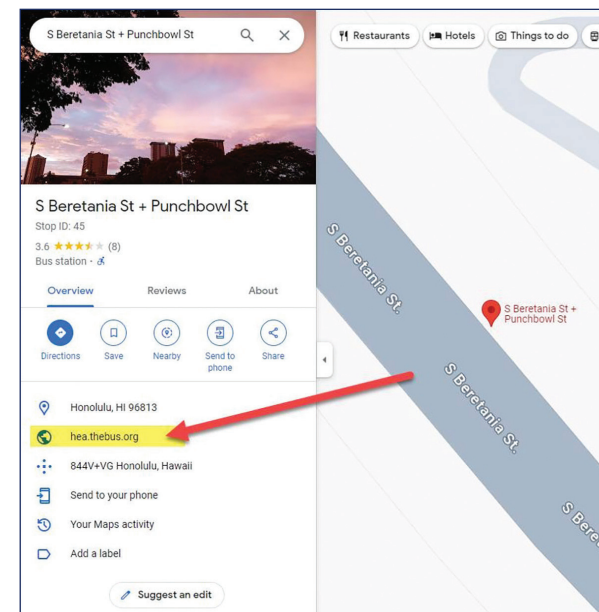 S Beretania St + Punchbowl St
Restaurants
Hotels
Things to do
S Beretania St + Punchbowl St
Stop ID: 45
3.6 (8)
Bus station ·
Overview
Reviews
About
Directions
Save
Nearby
Send to
phone
Share
Honolulu, HI 96813
hea.thebus.org
844V+VG Honolulu, Hawaii
Send to your phone
Your Maps activity
Add a label
Suggest an edit
S Beretania St.
S Beretania St +
Punchbowl St
S Beretania St.
S Beret